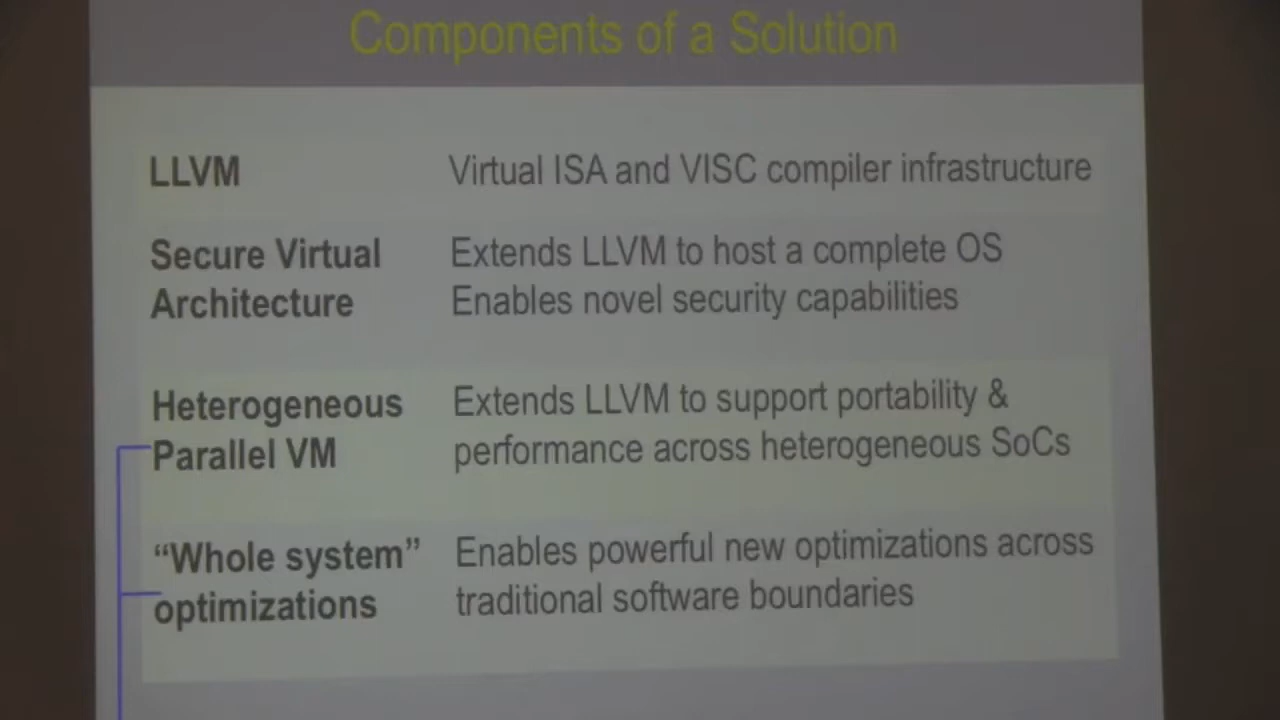 Components of a Solution
LLVM Virtual ISA and VISC compiler infrastructure
Secure Virtual Extends LLVM to host a complete OS
Architecture Enables novel security capabilities
Heterogeneous Extends LLVM to support portability &
Parallel VM performance across heterogeneous SoCs
“Whole system” Enables powerful new optimizations across
optimizations traditional software boundaries